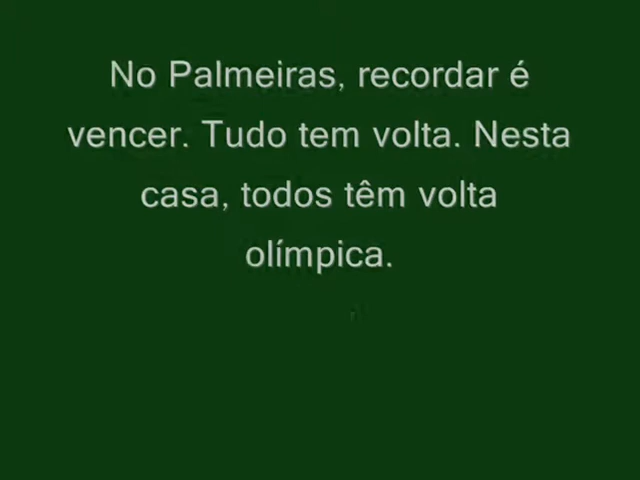 No Palmeiras, recordar é
vencer. Tudo tem volta. Nesta
casa, todos têm volta
olímpica.